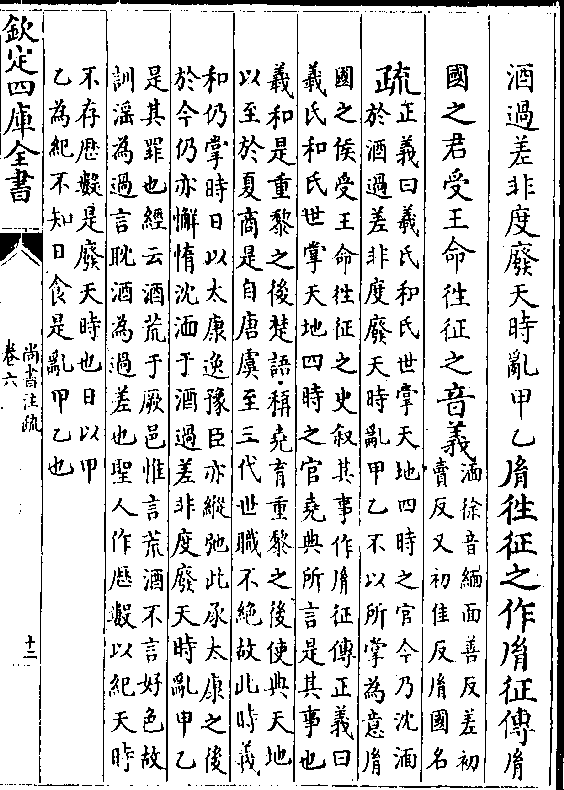 酒過差非度廢天時亂甲乙胤徃征之作胤征傳胤
國之君受王命徃征之音義
湎徐音緬面善反差初
賣反又初佳反胤國名
疏
正義曰羲氏和氏世掌天地四時之官今乃沈湎
於酒過差非度廢天時亂甲乙不以所掌為意胤
國之侯受王命徃征之史叙其事作胤征傳正義曰
羲氏和氏世掌天地四時之官堯典所言是其事也
羲和是重黎之後楚語稱堯育重黎之後使典天地
以至於夏商是自唐虞至三代世職不絶故此時羲
和仍掌時日以太康逸豫臣亦縱弛此承太康之後
於今仍亦懈惰沈湎于酒過差非度廢天時亂甲乙
是其罪也經云酒荒于厥邑惟言荒酒不言好色故
訓滛為過言耽酒為過差也聖人作厯數以紀天時
不存厯數是廢天時也日以甲
乙為紀不知日食是亂甲乙也
欽定四庫全書
尚書注疏
卷六
十二